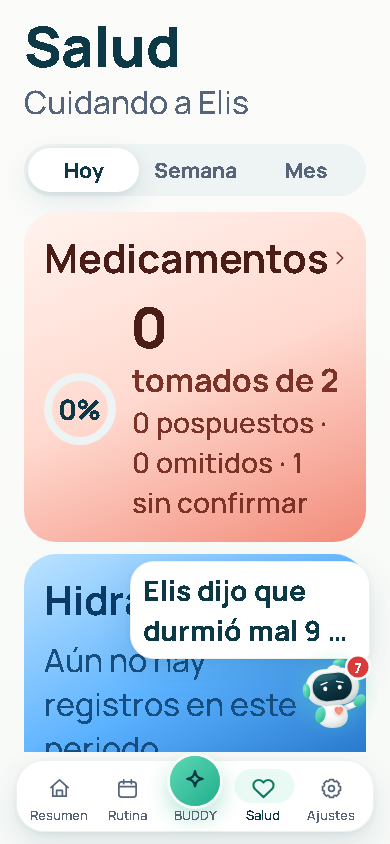 Salud
Cuidando a Elis
Hoy
Semana
Mes
Medicamentos
0
tomados de 2
0%
0 pospuestos ·
0 omitidos · 1
sin confirmar
Elis dijo que
durmió mal 9 ...
7
Aún no hay
registros en este
periodo
Resumen
Rutina
BUDDY
Salud
Ajustes